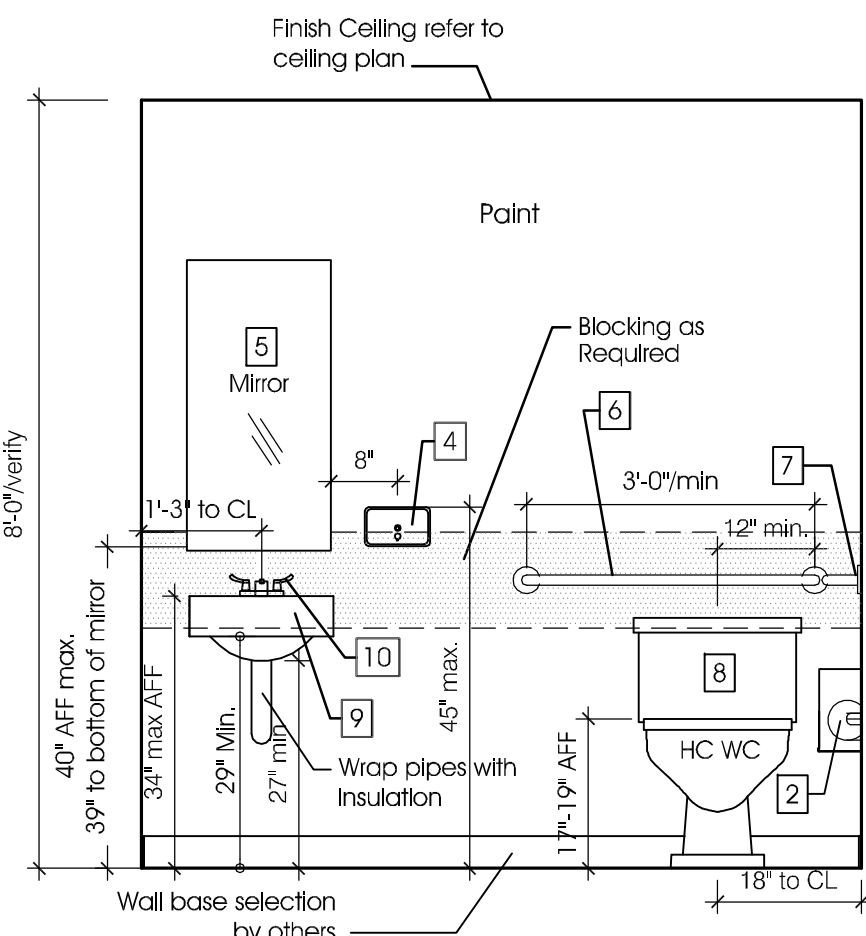 Finish Ceiling refer to
ceiling plan
Paint
5
Mirror
Blocking as
Required
6
4
8"
7
3'-0"/min
1'-3" to CL
12" min.
8'-0"/verify
40" AFF max.
39" to bottom of mirror
34" max AFF
29" Min.
27" min
45" max.
10
9
8
HC WC
17"-19" AFF
2
Wrap pipes with
Insulation
18" to CL
Wall base selection
by others